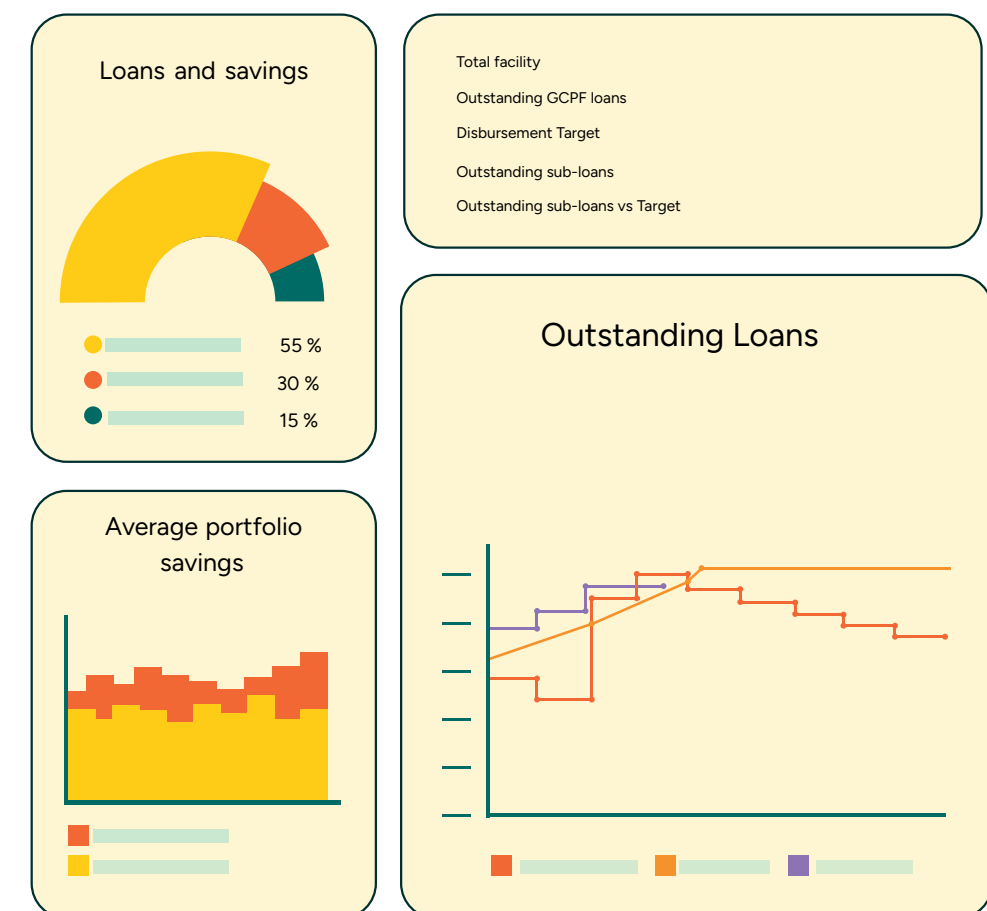 Loans and savings
55 %
30 %
15 %
Total facility
Outstanding GCPF loans
Disbursement Target
Outstanding sub-loans
Outstanding sub-loans vs Target
Average portfolio
savings
Outstanding Loans